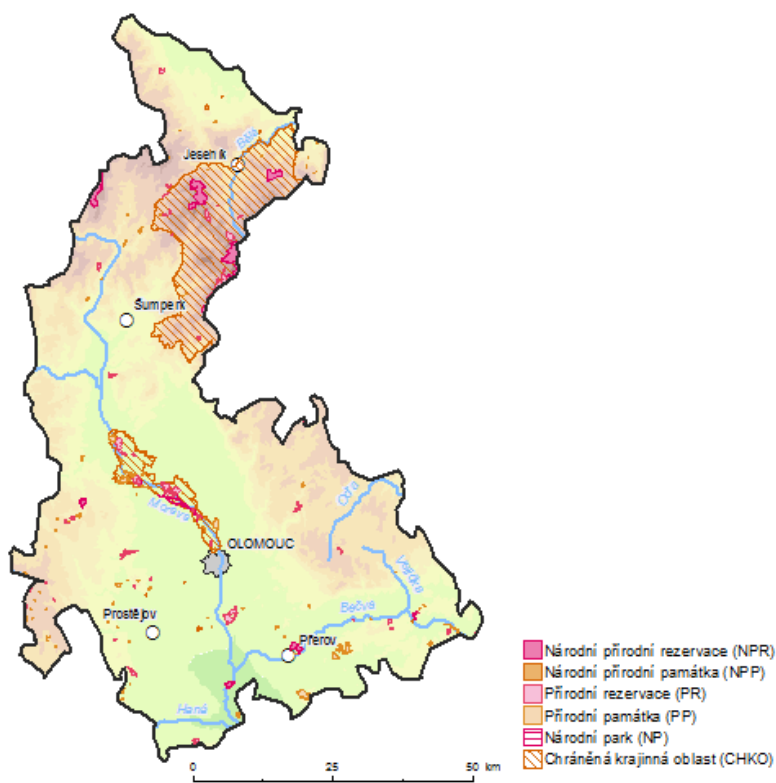 Bělá
Jeseník
Šumperk
Morava
Odra
OLOMOUC
Velička
Bečva
Prostějov
Přerov
Haná
Národní přírodní rezervace (NPR)
Národní přírodní památka (NPP)
Přírodní rezervace (PR)
Přírodní památka (PP)
Národní park (NP)
Chráněná krajinná oblast (CHKO)
0 25 50 km